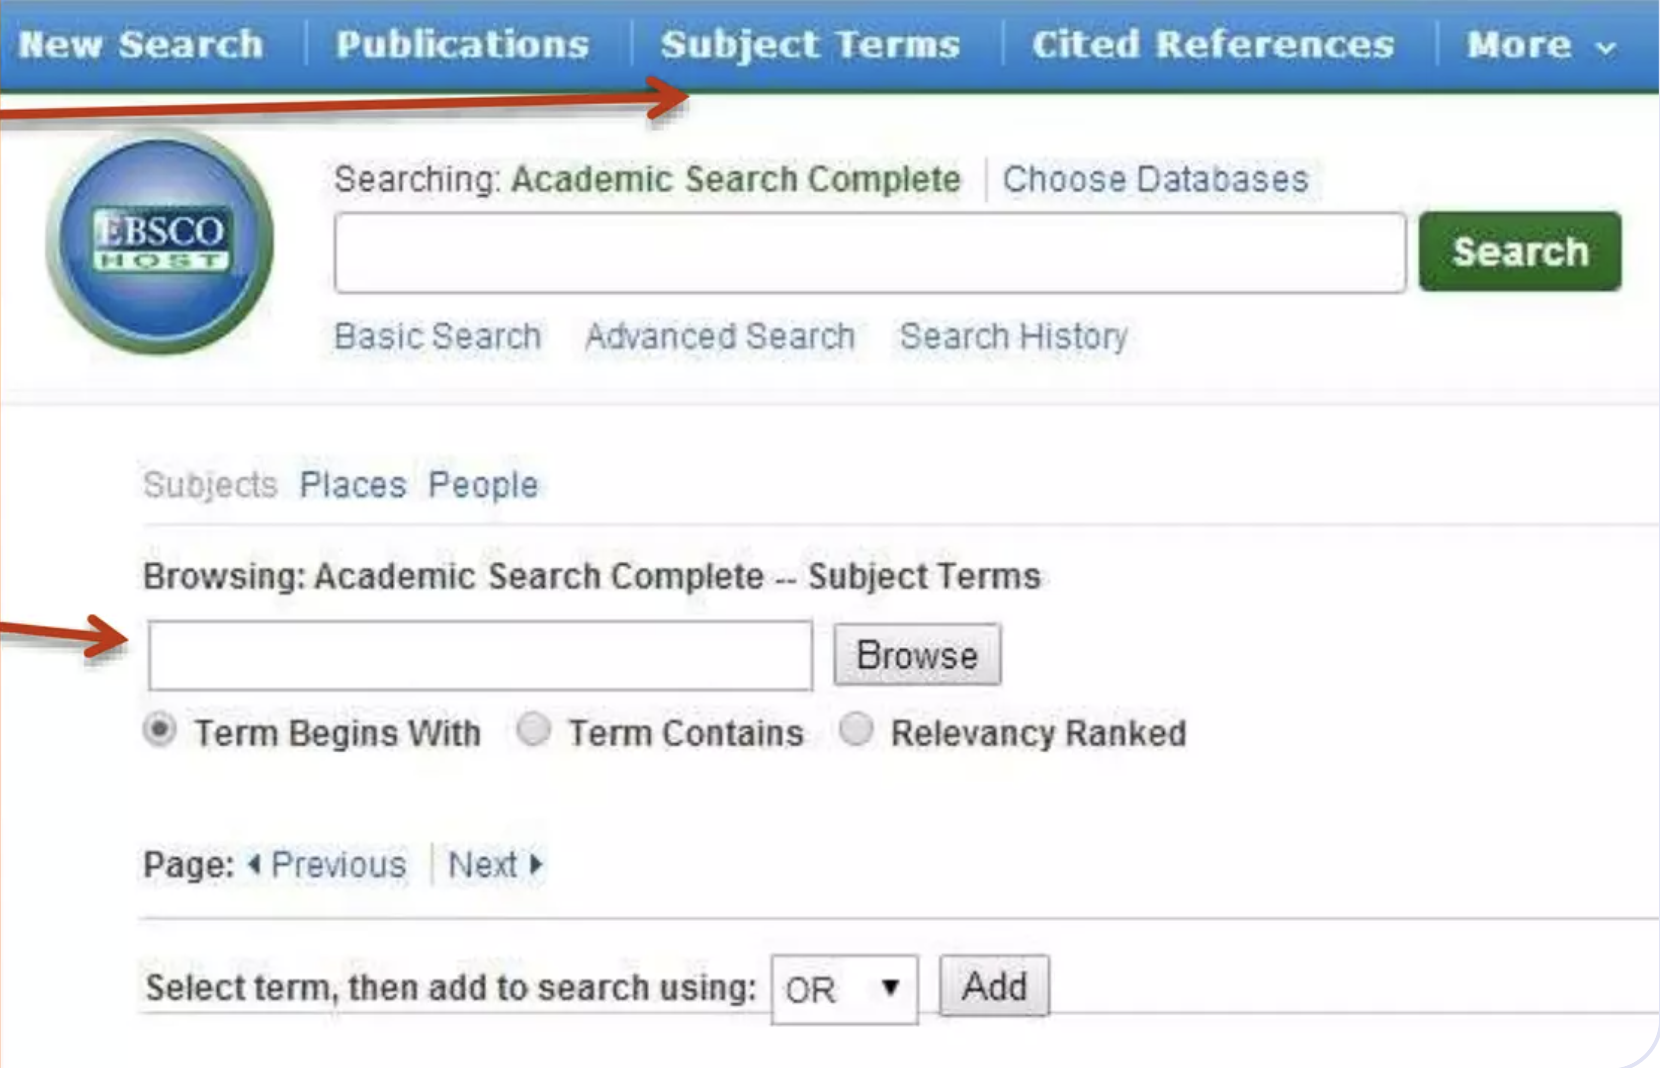 New Search Publications Subject Terms Cited References More
Searching: Academic Search Complete Choose Databases
EBSCO
HOST
Search
Basic Search Advanced Search Search History
Subjects Places People
Browsing: Academic Search Complete -- Subject Terms
Browse
Term Begins With Term Contains Relevancy Ranked
Page: Previous Next
Select term, then add to search using: OR Add